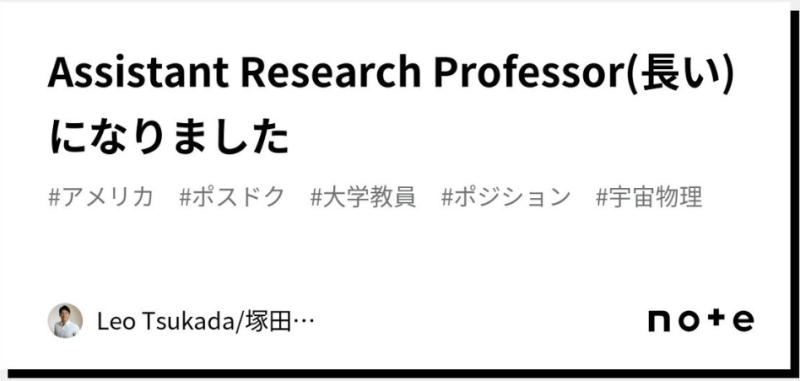 Assistant Research Professor(長い)
になりました
#アメリカ #ポスドク #大学教員 #ポジション #宇宙物理
Leo Tsukada/塚田…
note